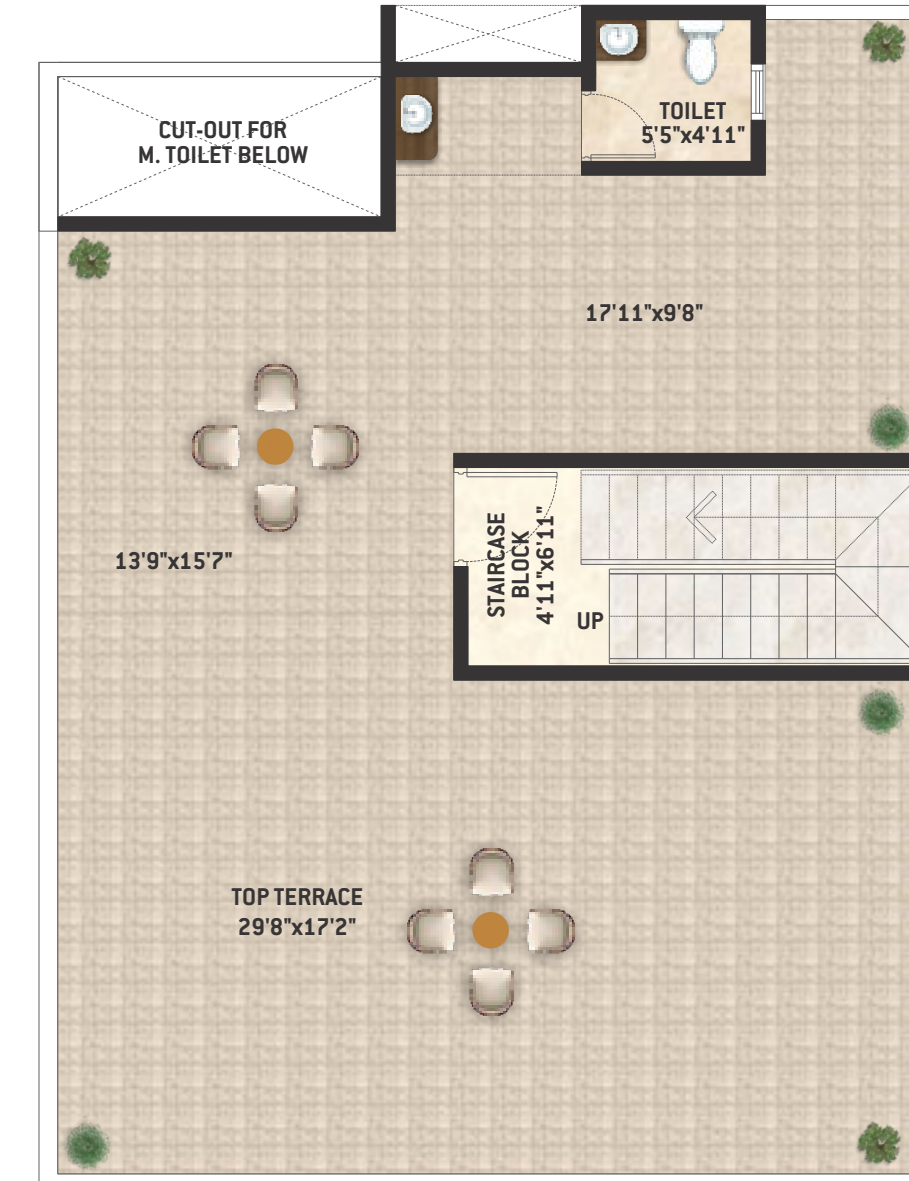 CUT-OUT FOR
M. TOILET BELOW
TOILET
5'5"x4'11"
17'11"x9'8"
13'9"x15'7"
STAIRCASE
BLOCK
4'11"x6'11"
UP
TOP TERRACE
29'8"x17'2"